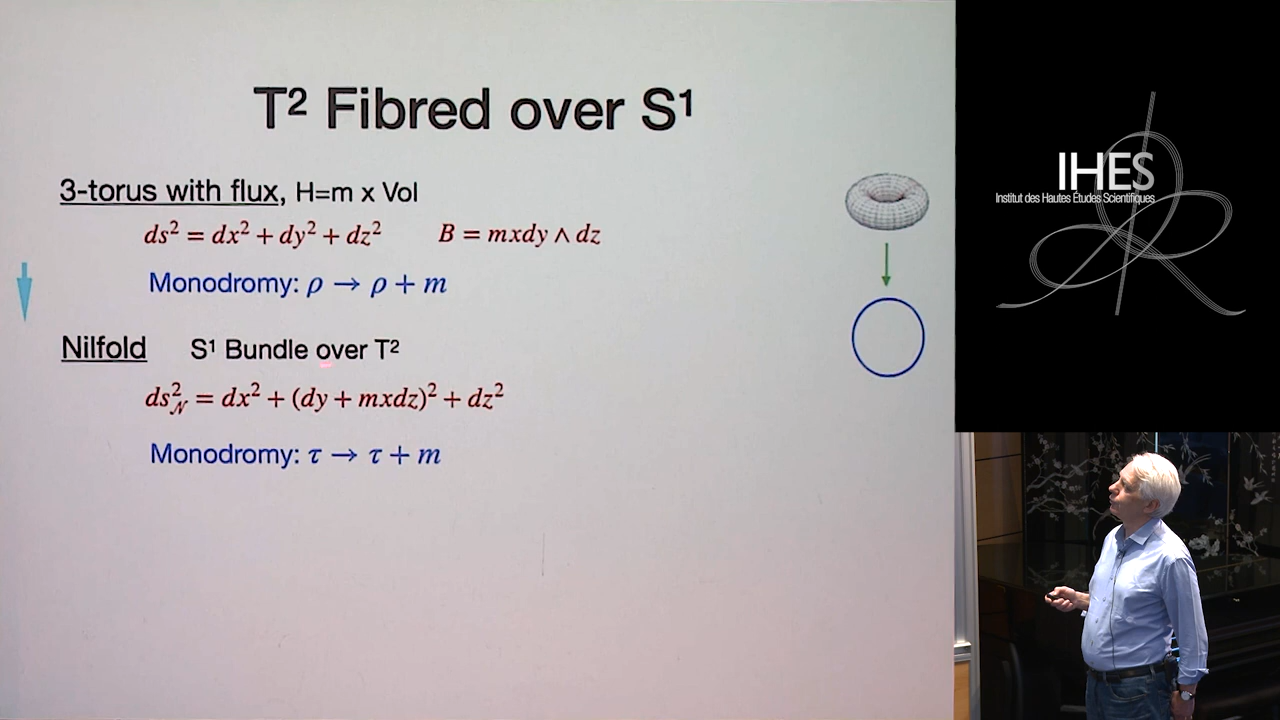 T² Fibred over S¹
3-torus with flux, H=m x Vol
ds² = dx² + dy² + dz² B = mxdy ∧ dz
Monodromy: ρ → ρ + m
Nilfold S¹ Bundle over T²
ds²_𝒩 = dx² + (dy + mxdz)² + dz²
Monodromy: τ → τ + m
IHES
Institut des Hautes Études Scientifiques